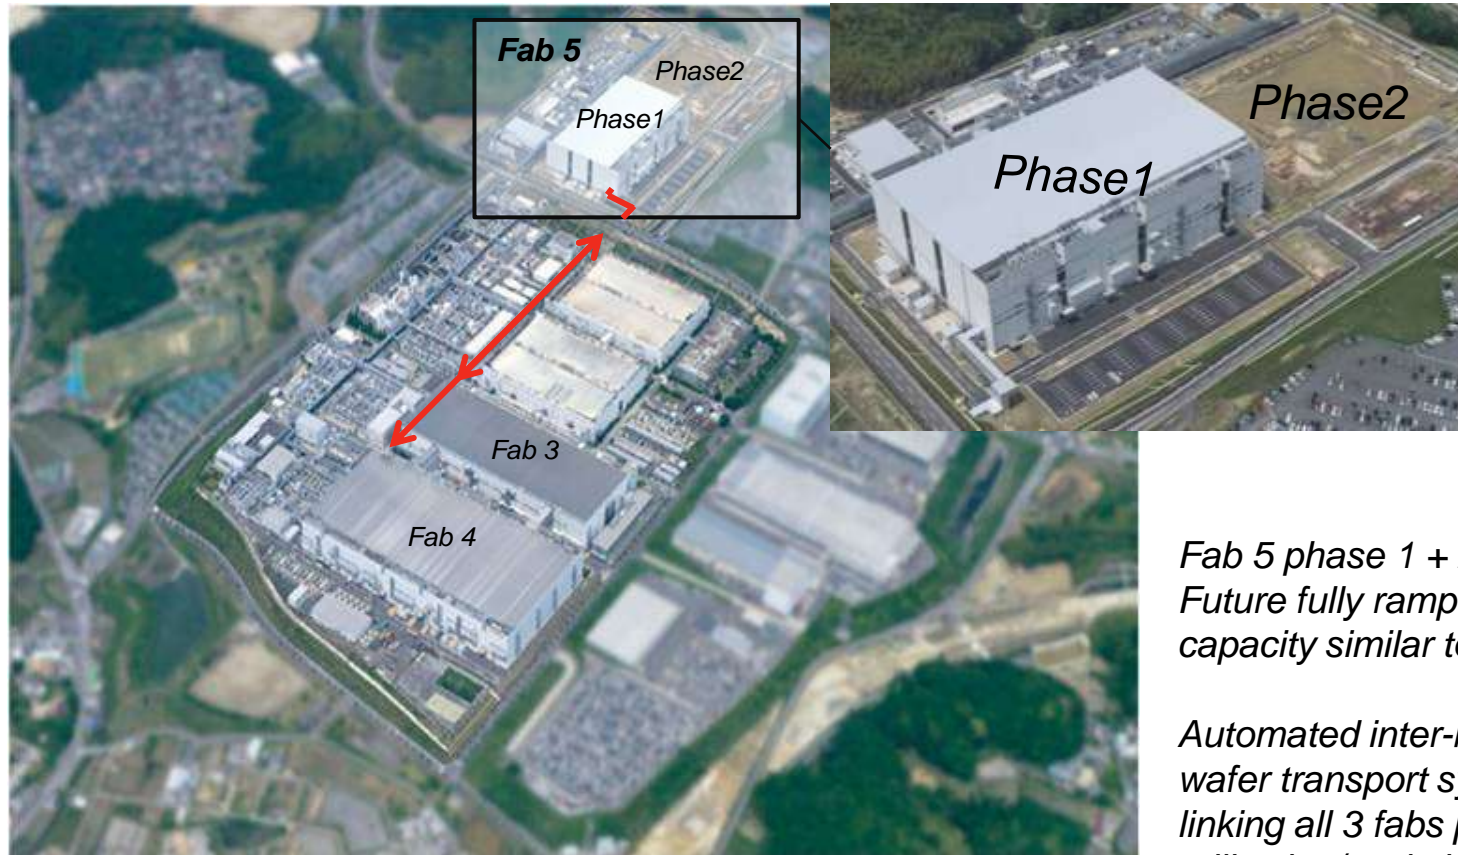 Fab 5
Phase2
Phase1
Phase2
Phase1
Fab 3
Fab 4
Fab 5 phase 1 +
Future fully ramp
capacity similar
Automated
wafer transport
linking all 3 fabs